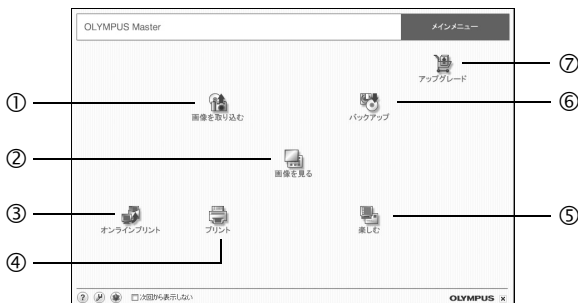 OLYMPUS Master メインメニュー
⑦
アップグレード
① ⑥
画像を取り込む バックアップ
②
画像を見る
③ ⑤
オンラインプリント プリント 楽しむ
④
? 次回から表示しない OLYMPUS ×